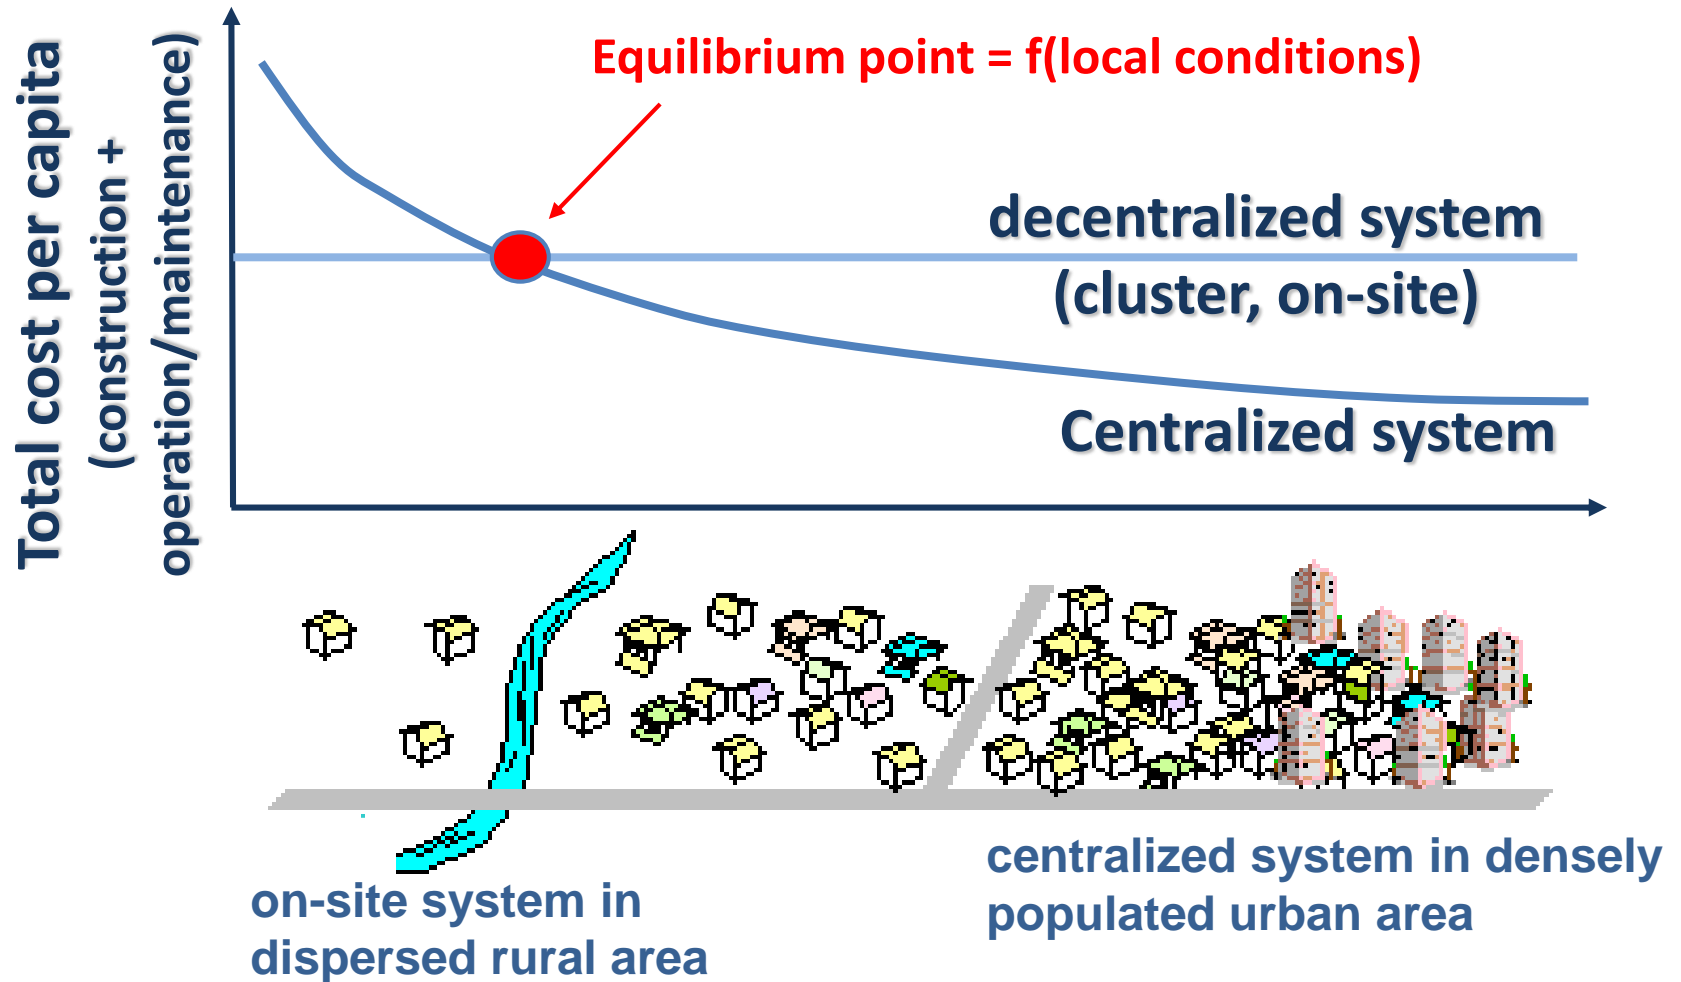 Total cost per capita
(construction +
operation/maintenance)
Equilibrium point = f(local conditions)
decentralized system
(cluster, on-site)
Centralized system
on-site system in
dispersed rural area
centralized system in densely
populated urban area